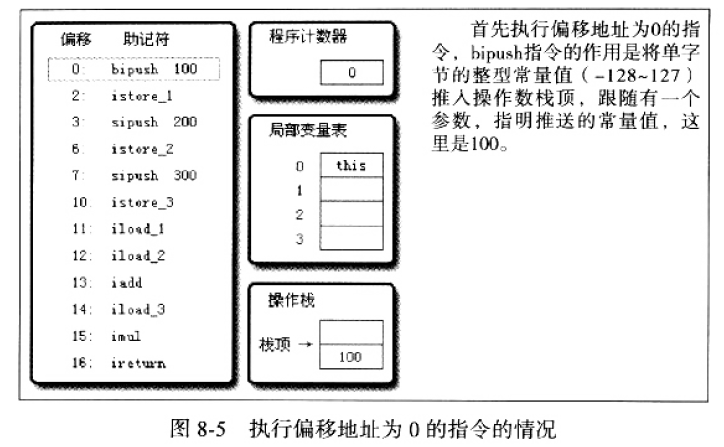 偏移 助记符
0: bipush 100
2: istore_1
3: sipush 200
6: istore_2
7: sipush 300
10: istore_3
11: iload_1
12: iload_2
13: iadd
14: iload_3
15: imul
16: ireturn
程序计数器
0
局部变量表
0 this
1
2
3
操作栈
栈顶 →
100
首先执行偏移地址为0的指
令，bipush指令的作用是将单字
节的整型常量值（-128~127）
推入操作数栈顶，跟随有一个
参数，指明推送的常量值，这
里是100。
图 8-5 执行偏移地址为 0 的指令的情况